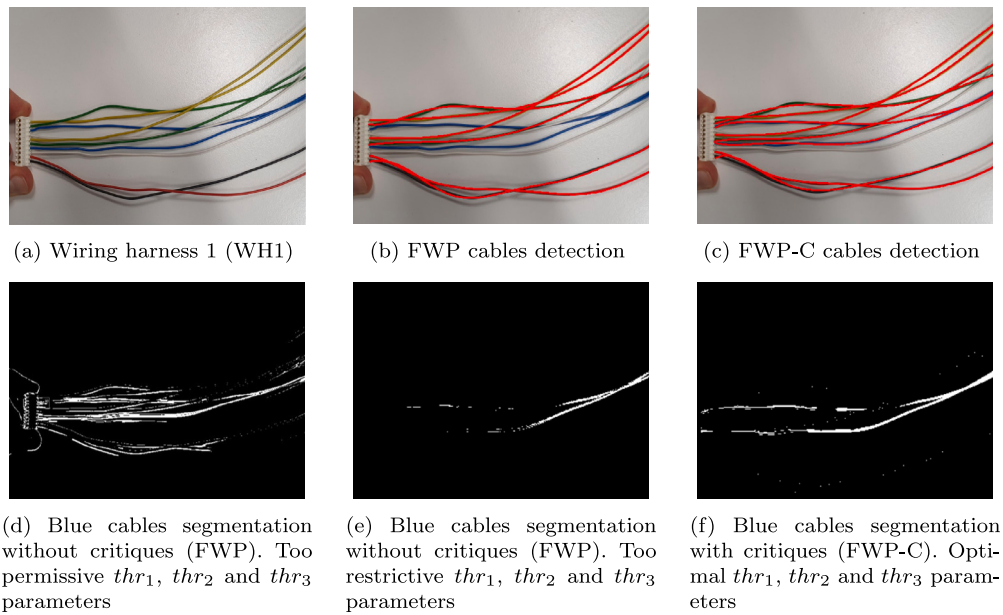 (a) Wiring harness 1 (WH1)
(b) FWP cables detection
(c) FWP-C cables detection
(d) Blue cables segmentation
without critiques (FWP). Too
permissive thr1, thr2 and thr3
parameters
(e) Blue cables segmentation
without critiques (FWP). Too
restrictive thr1, thr2 and thr3
parameters
(f) Blue cables segmentation
with critiques (FWP-C). Opti-
mal thr1, thr2 and thr3 param-
eters